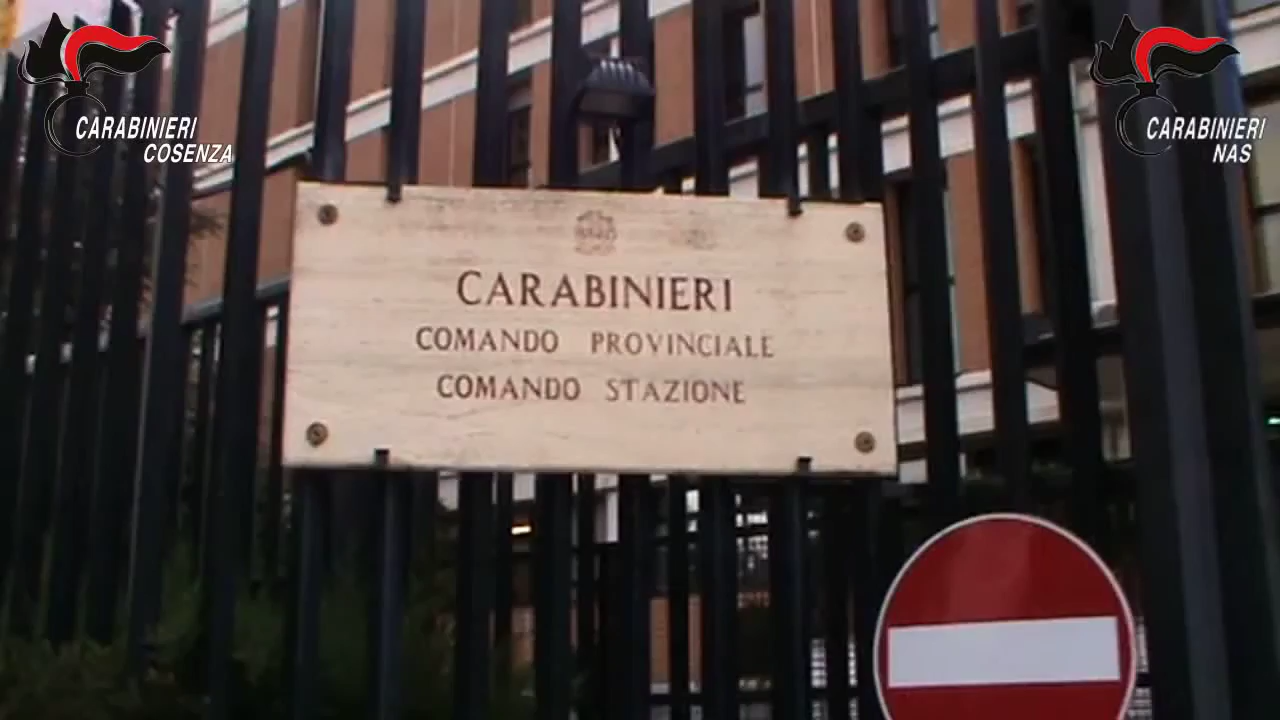 CARABINIERI
COSENZA
CARABINIERI
NAS
CARABINIERI
COMANDO PROVINCIALE
COMANDO STAZIONE